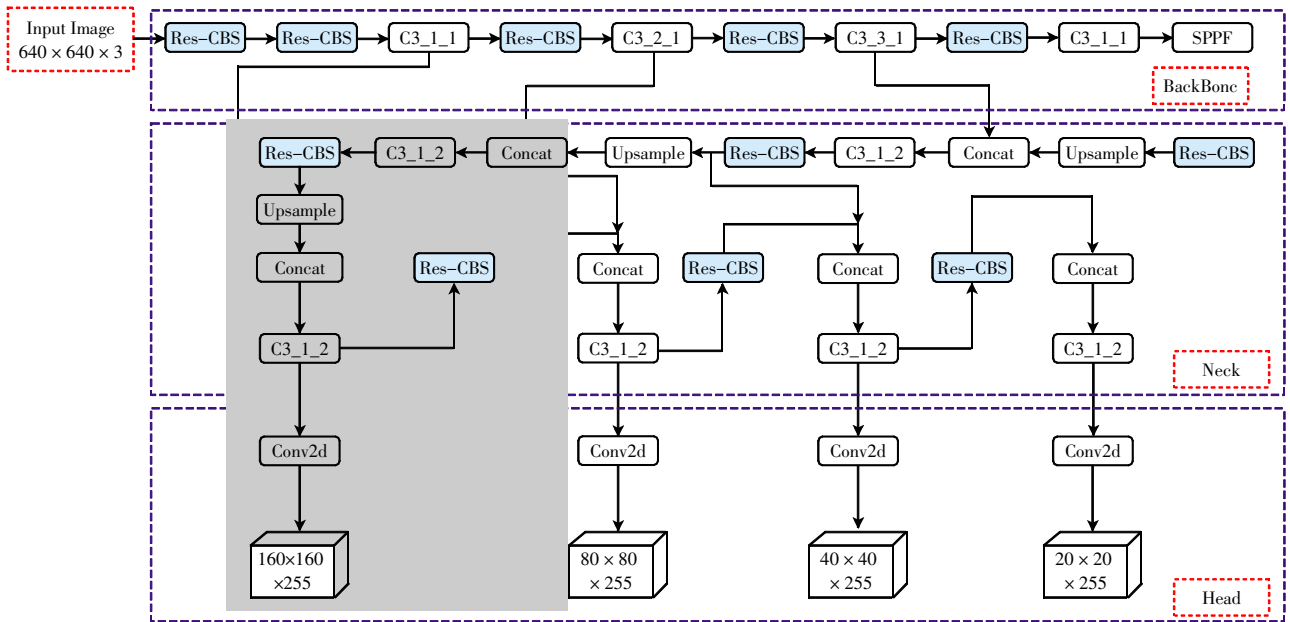 Input Image
640 × 640 × 3
Res-CBS
Res-CBS
C3_1_1
Res-CBS
C3_2_1
Res-CBS
C3_3_1
Res-CBS
C3_1_1
SPPF
BackBonc
Res-CBS
C3_1_2
Concat
Upsample
Res-CBS
C3_1_2
Concat
Upsample
Res-CBS
Upsample
Concat
Res-CBS
Concat
Res-CBS
Concat
Res-CBS
Concat
C3_1_2
C3_1_2
C3_1_2
C3_1_2
Neck
Conv2d
Conv2d
Conv2d
Conv2d
160×160
×255
80 × 80
× 255
40 × 40
× 255
20 × 20
× 255
Head